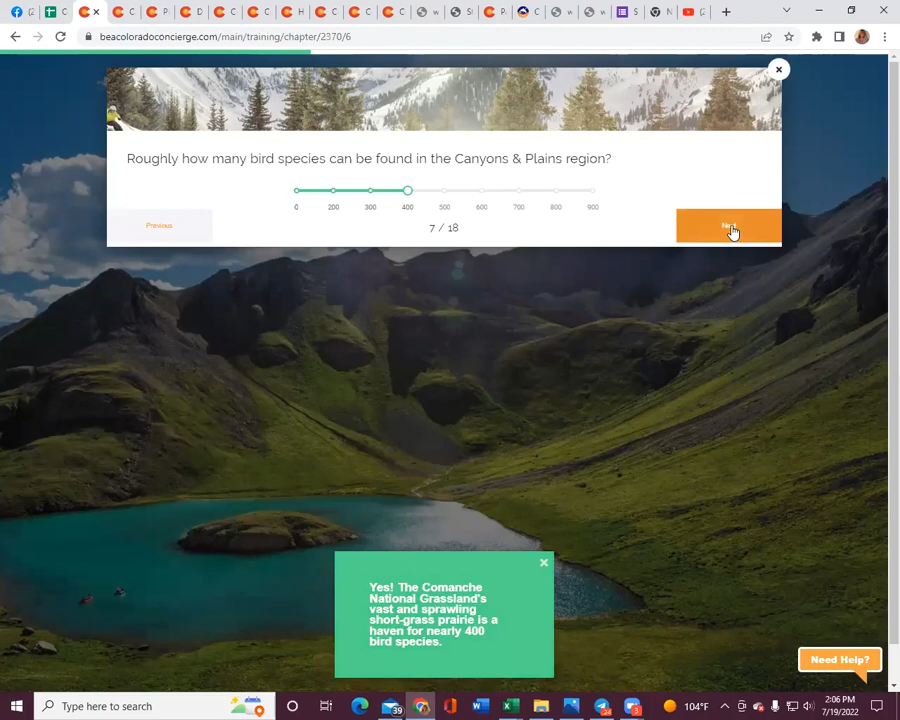 beacoloradoconcierge.com/main/training/chapter/2370/6
Roughly how many bird species can be found in the Canyons & Plains region?
0 200 300 400 500 600 700 800 900
Previous
7 / 18
Yes! The Comanche
National Grassland's
vast and sprawling
short-grass prairie is a
haven for nearly 400
bird species.
Need Help?
Type here to search
39
24
3
104°F
2:06 PM
7/19/2022